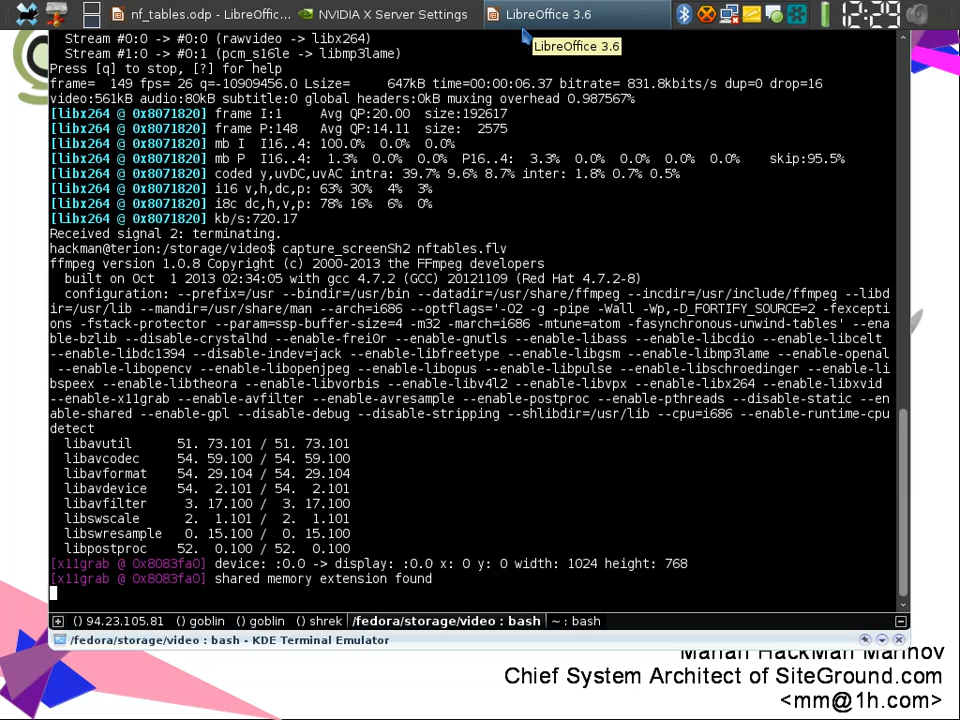 nf_tables.odp - LibreOffic...
NVIDIA X Server Settings
LibreOffice 3.6
12:29
LibreOffice 3.6
Stream #0:0 -> #0:0 (rawvideo -> libx264)
Stream #1:0 -> #0:1 (pcm_s16le -> libmp3lame)
Press [q] to stop, [?] for help
frame=  149 fps= 26 q=-10909456.0 Lsize=     647kB time=00:00:06.37 bitrate= 831.8kbits/s dup=0 drop=16
video:561kB audio:80kB subtitle:0 global headers:0kB muxing overhead 0.987567%
[libx264 @ 0x8071820] frame I:1     Avg QP:20.00  size:192617
[libx264 @ 0x8071820] frame P:148   Avg QP:14.11  size:  2575
[libx264 @ 0x8071820] mb I  I16..4: 100.0%  0.0%  0.0%
[libx264 @ 0x8071820] mb P  I16..4:  1.3%  0.0%  0.0%  P16..4:  3.3%  0.0%  0.0%  0.0%  0.0%    skip:95.5%
[libx264 @ 0x8071820] coded y,uvDC,uvAC intra: 39.7% 9.6% 8.7% inter: 1.8% 0.7% 0.5%
[libx264 @ 0x8071820] i16 v,h,dc,p: 63% 30%  4%  3%
[libx264 @ 0x8071820] i8c dc,h,v,p: 78% 16%  6%  0%
[libx264 @ 0x8071820] kb/s:720.17
Received signal 2: terminating.
hackman@terion:/storage/video$ capture_screenSh2 nftables.flv
ffmpeg version 1.0.8 Copyright (c) 2000-2013 the FFmpeg developers
built on Oct  1 2013 02:34:05 with gcc 4.7.2 (GCC) 20121109 (Red Hat 4.7.2-8)
configuration: --prefix=/usr --bindir=/usr/bin --datadir=/usr/share/ffmpeg --incdir=/usr/include/ffmpeg --libd
ir=/usr/lib --mandir=/usr/share/man --arch=i686 --optflags='-O2 -g -pipe -Wall -Wp,-D_FORTIFY_SOURCE=2 -fexcepti
ons -fstack-protector --param=ssp-buffer-size=4 -m32 -march=i686 -mtune=atom -fasynchronous-unwind-tables' --ena
ble-bzlib --disable-crystalhd --enable-frei0r --enable-gnutls --enable-libass --enable-libcdio --enable-libcelt
--enable-libdc1394 --disable-indev=jack --enable-libfreetype --enable-libgsm --enable-libmp3lame --enable-openal
--enable-libopencv --enable-libopenjpeg --enable-libopus --enable-libpulse --enable-libschroedinger --enable-li
bspeex --enable-libtheora --enable-libvorbis --enable-libv4l2 --enable-libvpx --enable-libx264 --enable-libxvid
--enable-x11grab --enable-avfilter --enable-avresample --enable-postproc --enable-pthreads --disable-static --en
able-shared --enable-gpl --disable-debug --disable-stripping --shlibdir=/usr/lib --cpu=i686 --enable-runtime-cpu
detect
libavutil      51. 73.101 / 51. 73.101
libavcodec     54. 59.100 / 54. 59.100
libavformat    54. 29.104 / 54. 29.104
libavdevice    54.  2.101 / 54.  2.101
libavfilter     3. 17.100 /  3. 17.100
libswscale      2.  1.101 /  2.  1.101
libswresample   0. 15.100 /  0. 15.100
libpostproc    52.  0.100 / 52.  0.100
[x11grab @ 0x8083fa0] device: :0.0 -> display: :0.0 x: 0 y: 0 width: 1024 height: 768
[x11grab @ 0x8083fa0] shared memory extension found
() 94.23.105.81 () goblin () goblin () shrek /fedora/storage/video : bash ~ : bash
/fedora/storage/video : bash - KDE Terminal Emulator
Marian HackMan Marinov
Chief System Architect of SiteGround.com
<mm@1h.com>